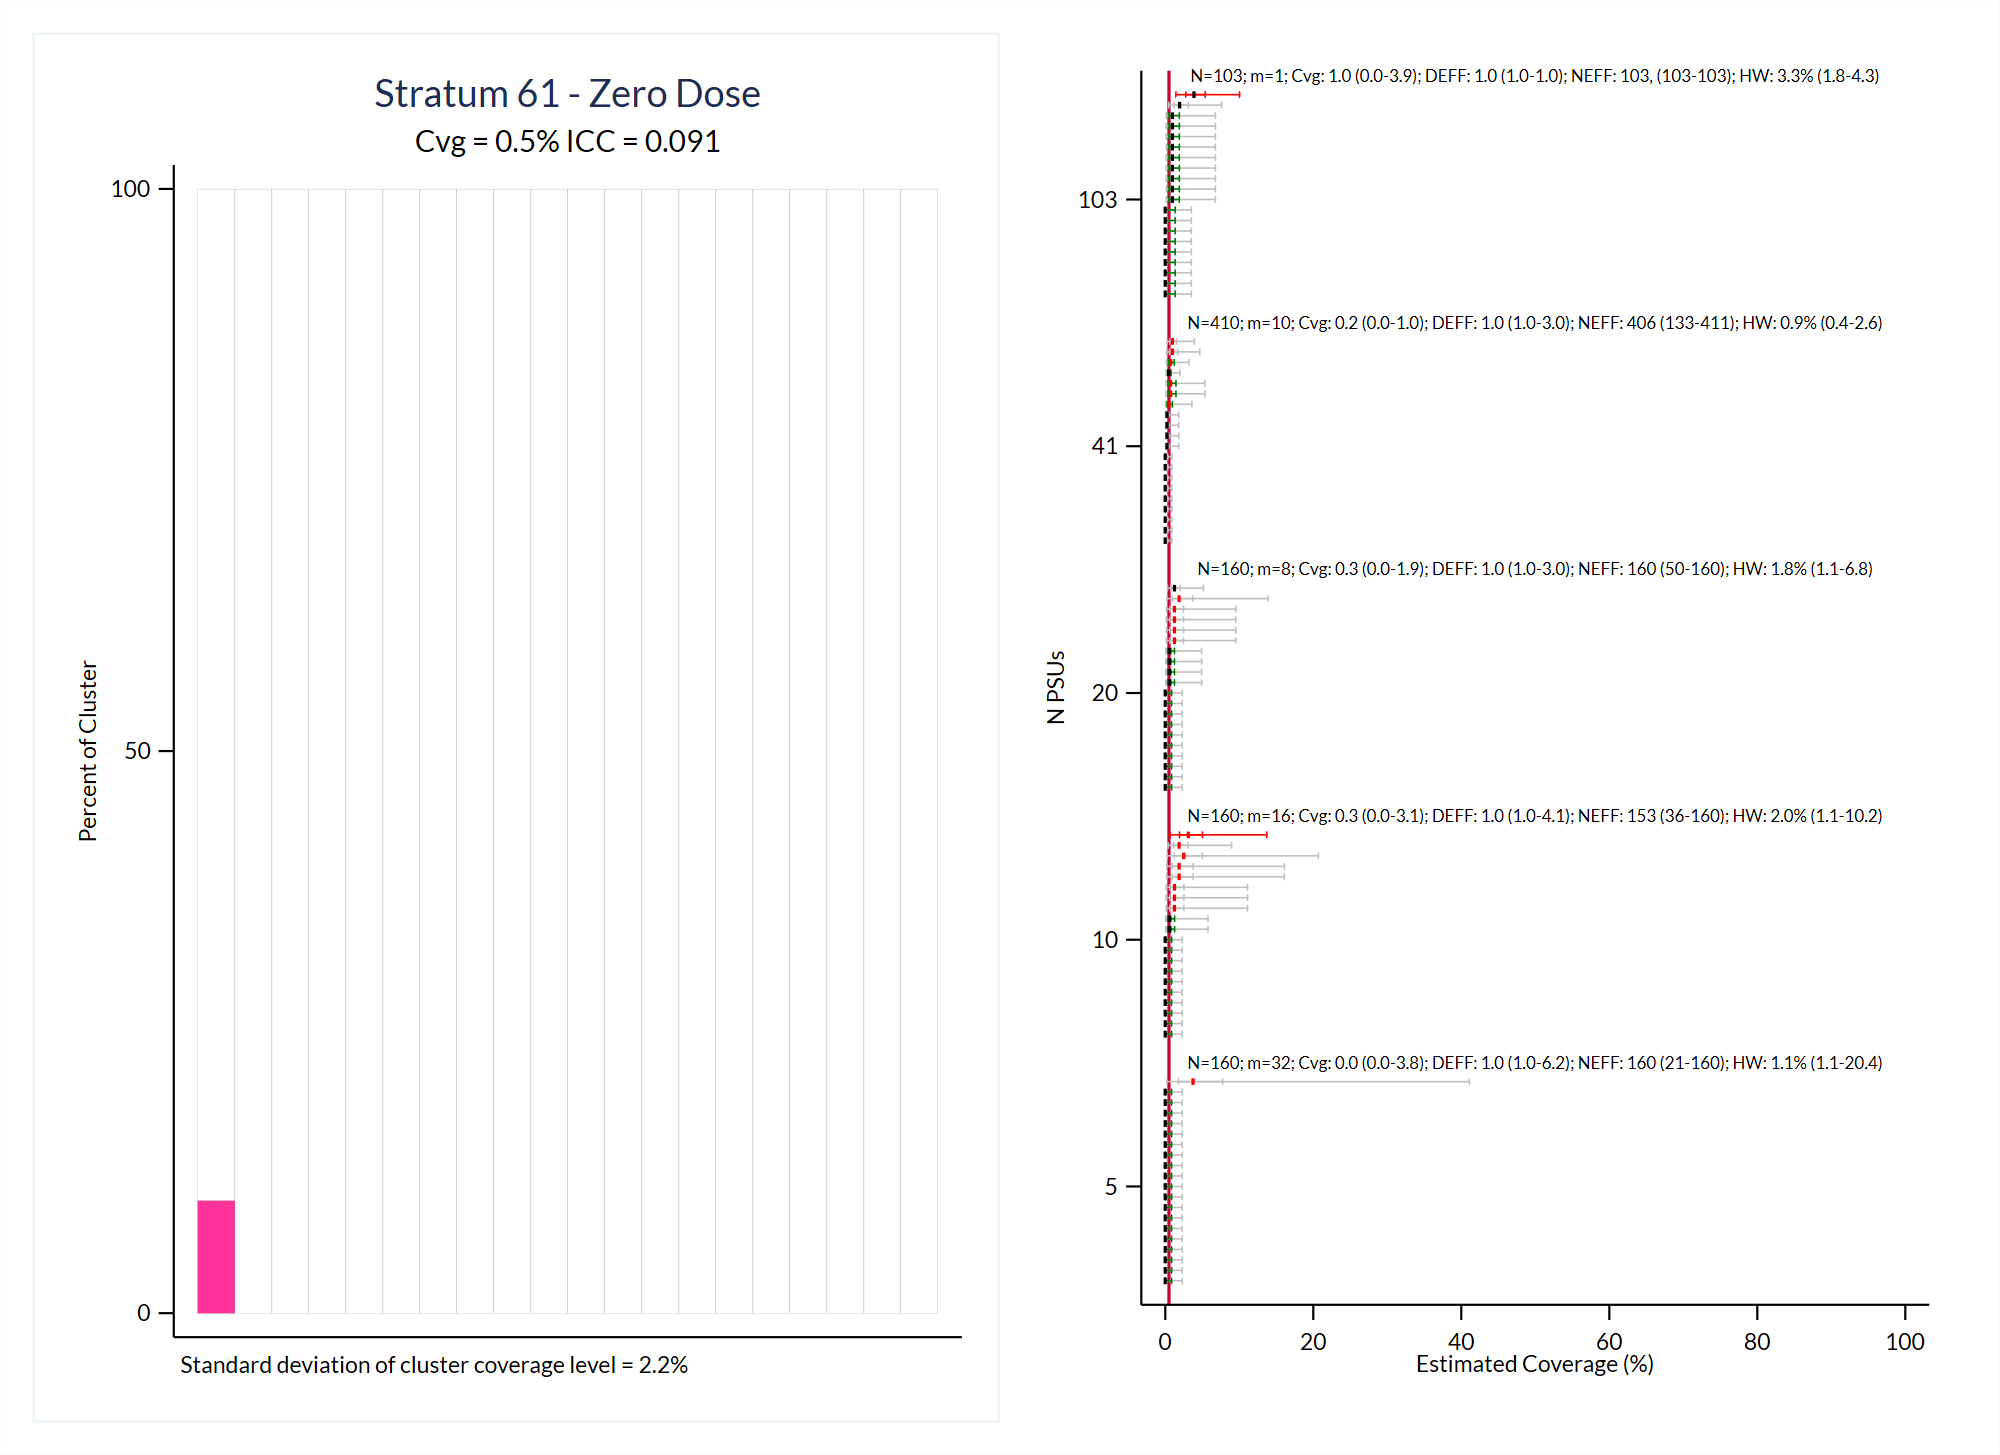 Stratum 61 - Zero Dose
Cvg = 0.5% ICC = 0.091
100
50
0
Percent of Cluster
Standard deviation of cluster coverage level = 2.2%
N=103; m=1; Cvg: 1.0 (0.0-3.9); DEFF: 1.0 (1.0-1.0); NEFF: 103, (103-103); HW: 3.3% (1.8-4.3)
103
N=410; m=10; Cvg: 0.2 (0.0-1.0); DEFF: 1.0 (1.0-3.0); NEFF: 406 (133-411); HW: 0.9% (0.4-2.6)
41
N=160; m=8; Cvg: 0.3 (0.0-1.9); DEFF: 1.0 (1.0-3.0); NEFF: 160 (50-160); HW: 1.8% (1.1-6.8)
20
N PSUs
N=160; m=16; Cvg: 0.3 (0.0-3.1); DEFF: 1.0 (1.0-4.1); NEFF: 153 (36-160); HW: 2.0% (1.1-10.2)
10
N=160; m=32; Cvg: 0.0 (0.0-3.8); DEFF: 1.0 (1.0-6.2); NEFF: 160 (21-160); HW: 1.1% (1.1-20.4)
5
0 20 40 60 80 100
Estimated Coverage (%)